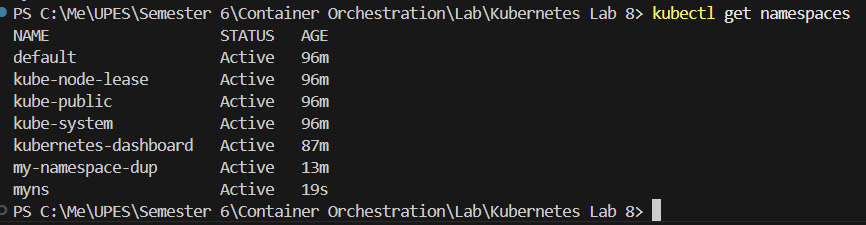 PS C:\Me\UPES\Semester 6\Container Orchestration\Lab\Kubernetes Lab 8> kubectl get namespaces
NAME STATUS AGE
default Active 96m
kube-node-lease Active 96m
kube-public Active 96m
kube-system Active 96m
kubernetes-dashboard Active 87m
my-namespace-dup Active 13m
myns Active 19s
PS C:\Me\UPES\Semester 6\Container Orchestration\Lab\Kubernetes Lab 8>